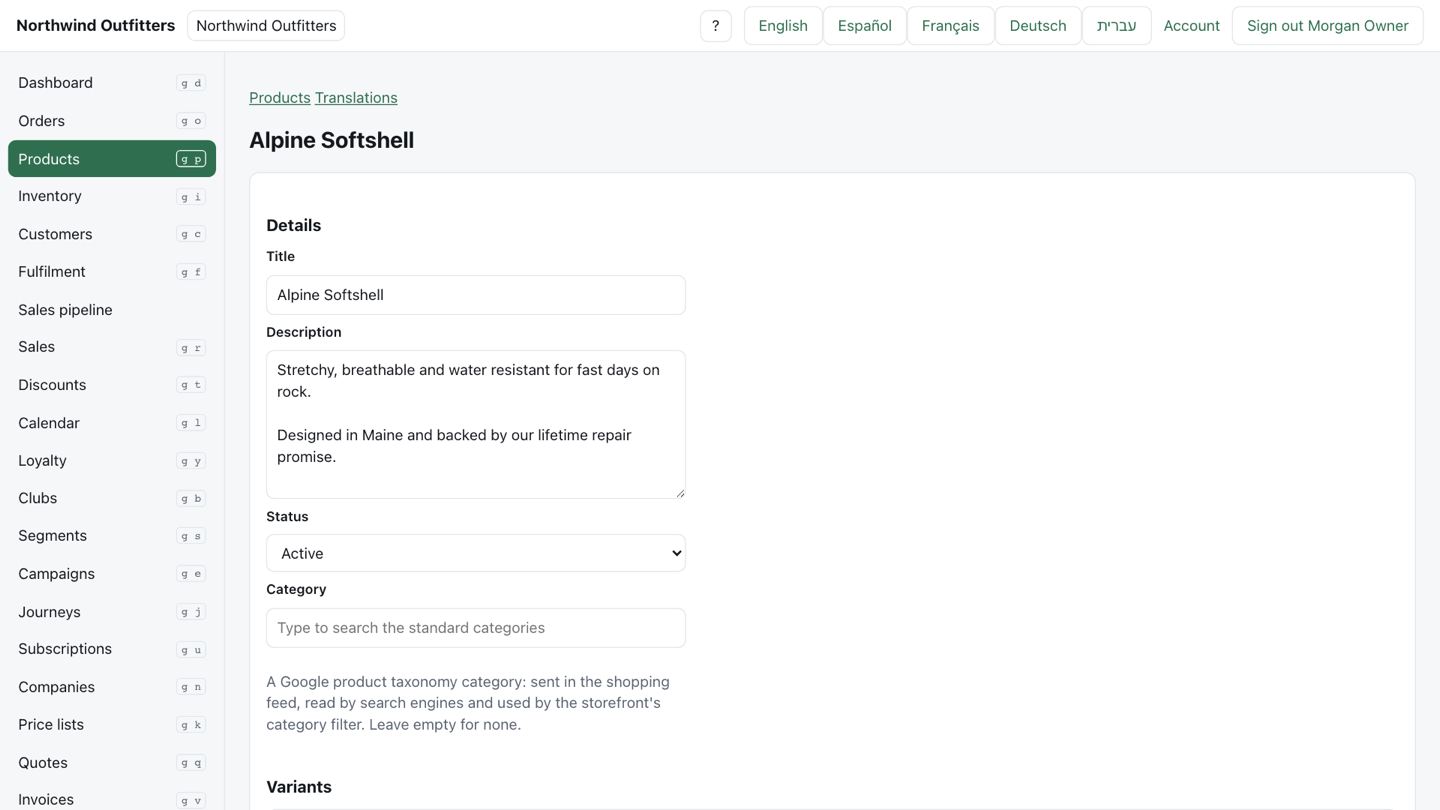 Northwind Outfitters
Northwind Outfitters
?
English
Español
Français
Deutsch
עברית
Account
Sign out Morgan Owner
Dashboard g d
Orders g o
Products g p
Inventory g i
Customers g c
Fulfilment g f
Sales pipeline
Sales g r
Discounts g t
Calendar g l
Loyalty g y
Clubs g b
Segments g s
Campaigns g e
Journeys g j
Subscriptions g u
Companies g n
Price lists g k
Quotes g q
Invoices g v
Products Translations
Alpine Softshell
Details
Title
Alpine Softshell
Description
Stretchy, breathable and water resistant for fast days on
rock.
Designed in Maine and backed by our lifetime repair
promise.
Status
Active
Category
Type to search the standard categories
A Google product taxonomy category: sent in the shopping
feed, read by search engines and used by the storefront's
category filter. Leave empty for none.
Variants